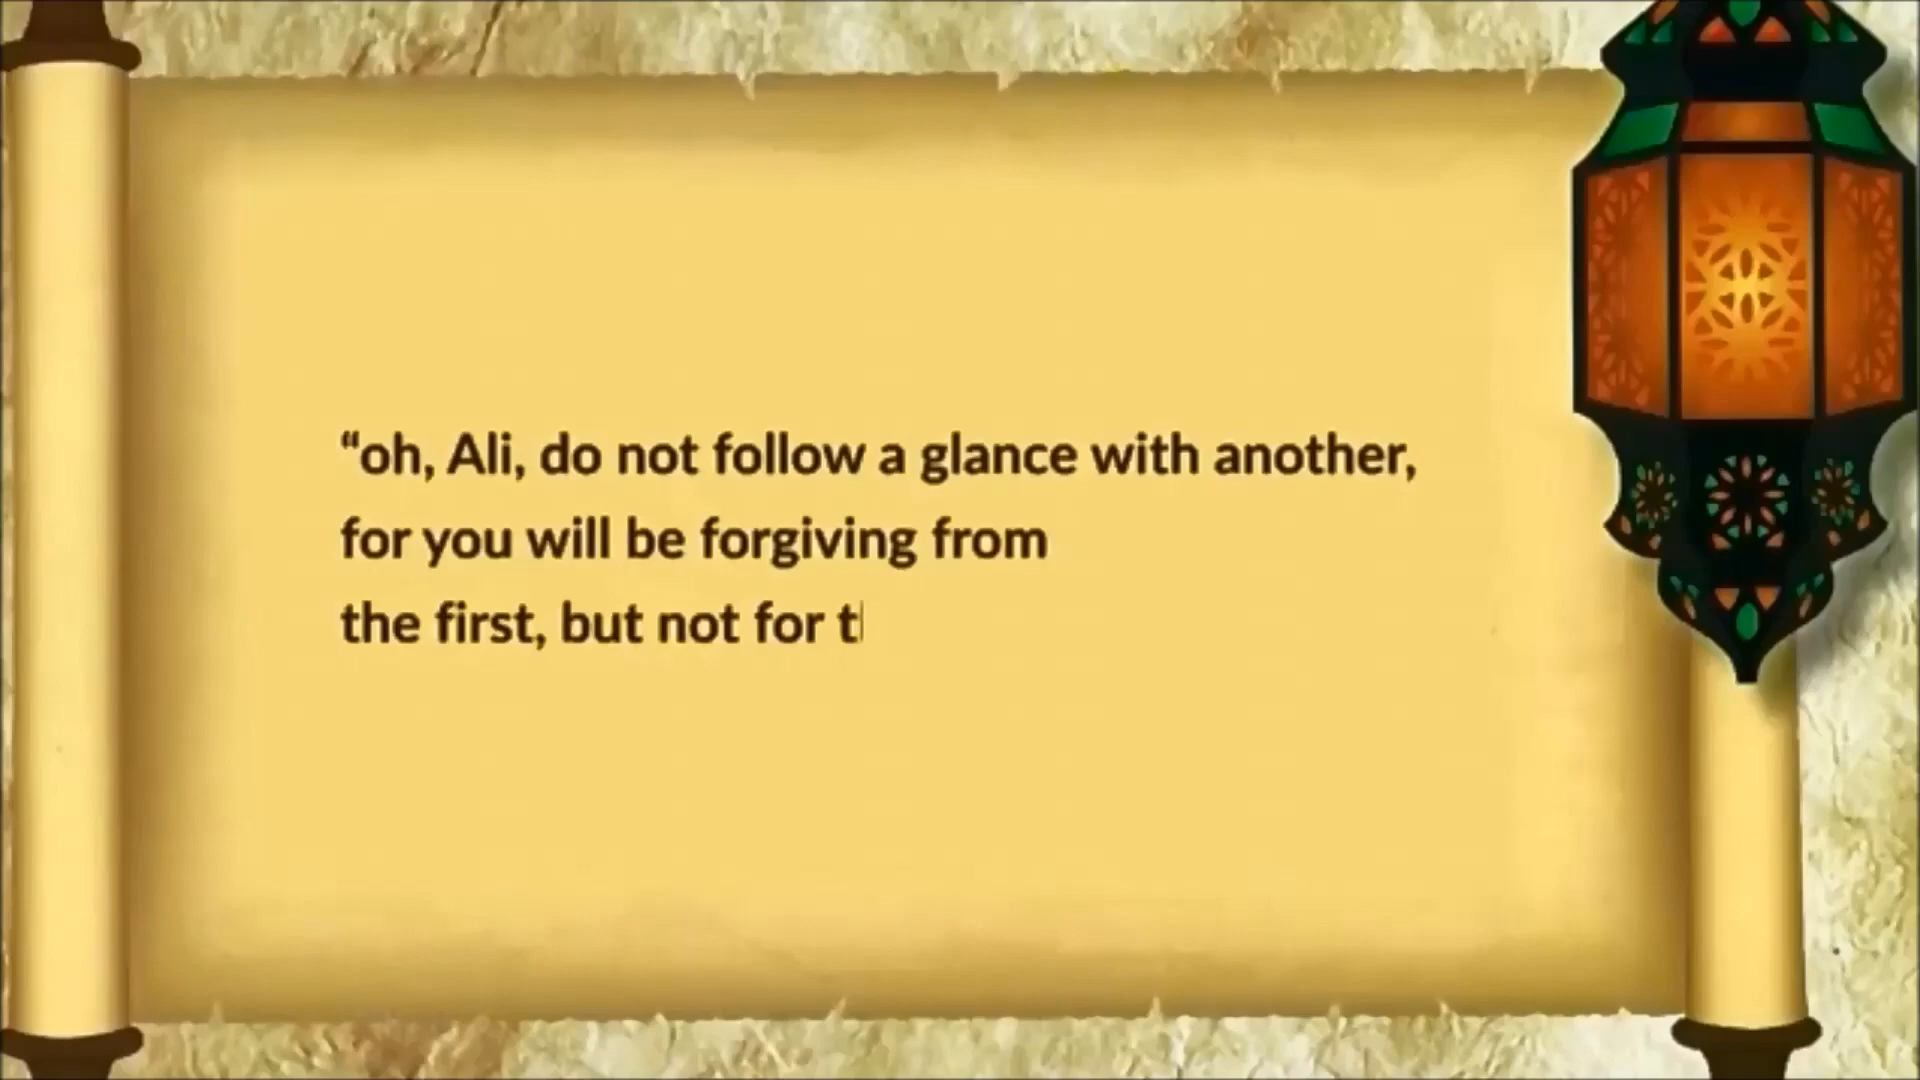 “oh, Ali, do not follow a glance with another,
for you will be forgiving from
the first, but not for t